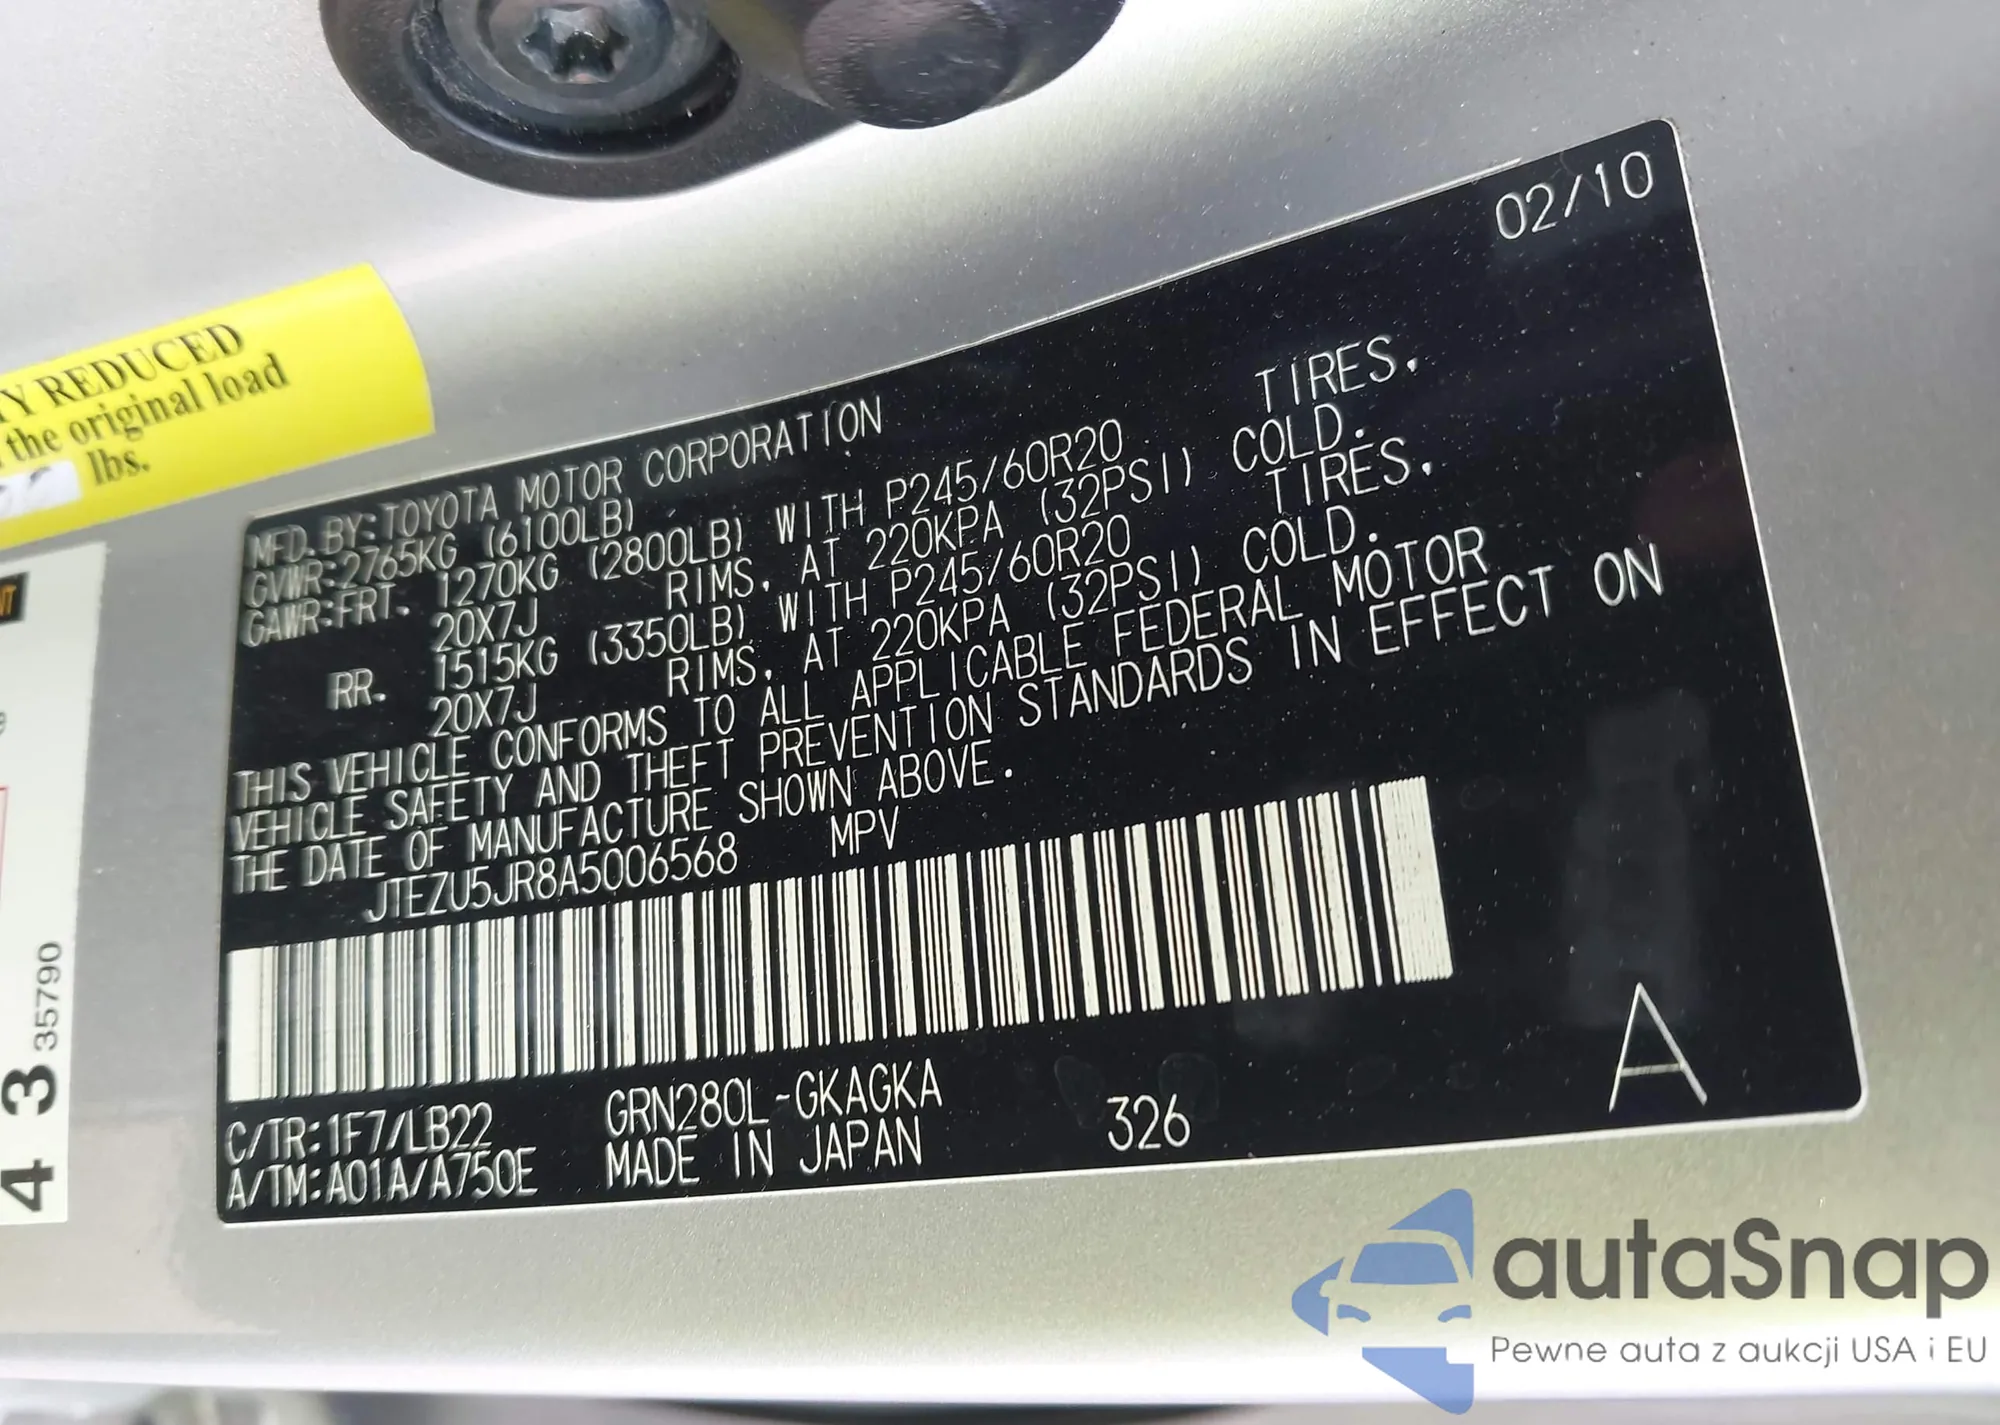 02/10
TY REDUCED
the original load
lbs.
MFD. BY:TOYOTA MOTOR CORPORATION
GVWR:2765KG (6100LB)
GAWR:FRT. 1270KG (2800LB) WITH P245/60R20 TIRES,
20X7J RIMS, AT 220KPA (32PSI) COLD.
RR. 1515KG (3350LB) WITH P245/60R20 TIRES,
20X7J RIMS, AT 220KPA (32PSI) COLD.
THIS VEHICLE CONFORMS TO ALL APPLICABLE FEDERAL MOTOR
VEHICLE SAFETY AND THEFT PREVENTION STANDARDS IN EFFECT ON
THE DATE OF MANUFACTURE SHOWN ABOVE.
JTEZU5JR8A5006568 MPV
C/TR:1F7/LB22 GRN280L-GKAGKA
A/TM:A01A/A750E MADE IN JAPAN 326
A
4 3 35790
autaSnap
Pewne auta z aukcji USA i EU